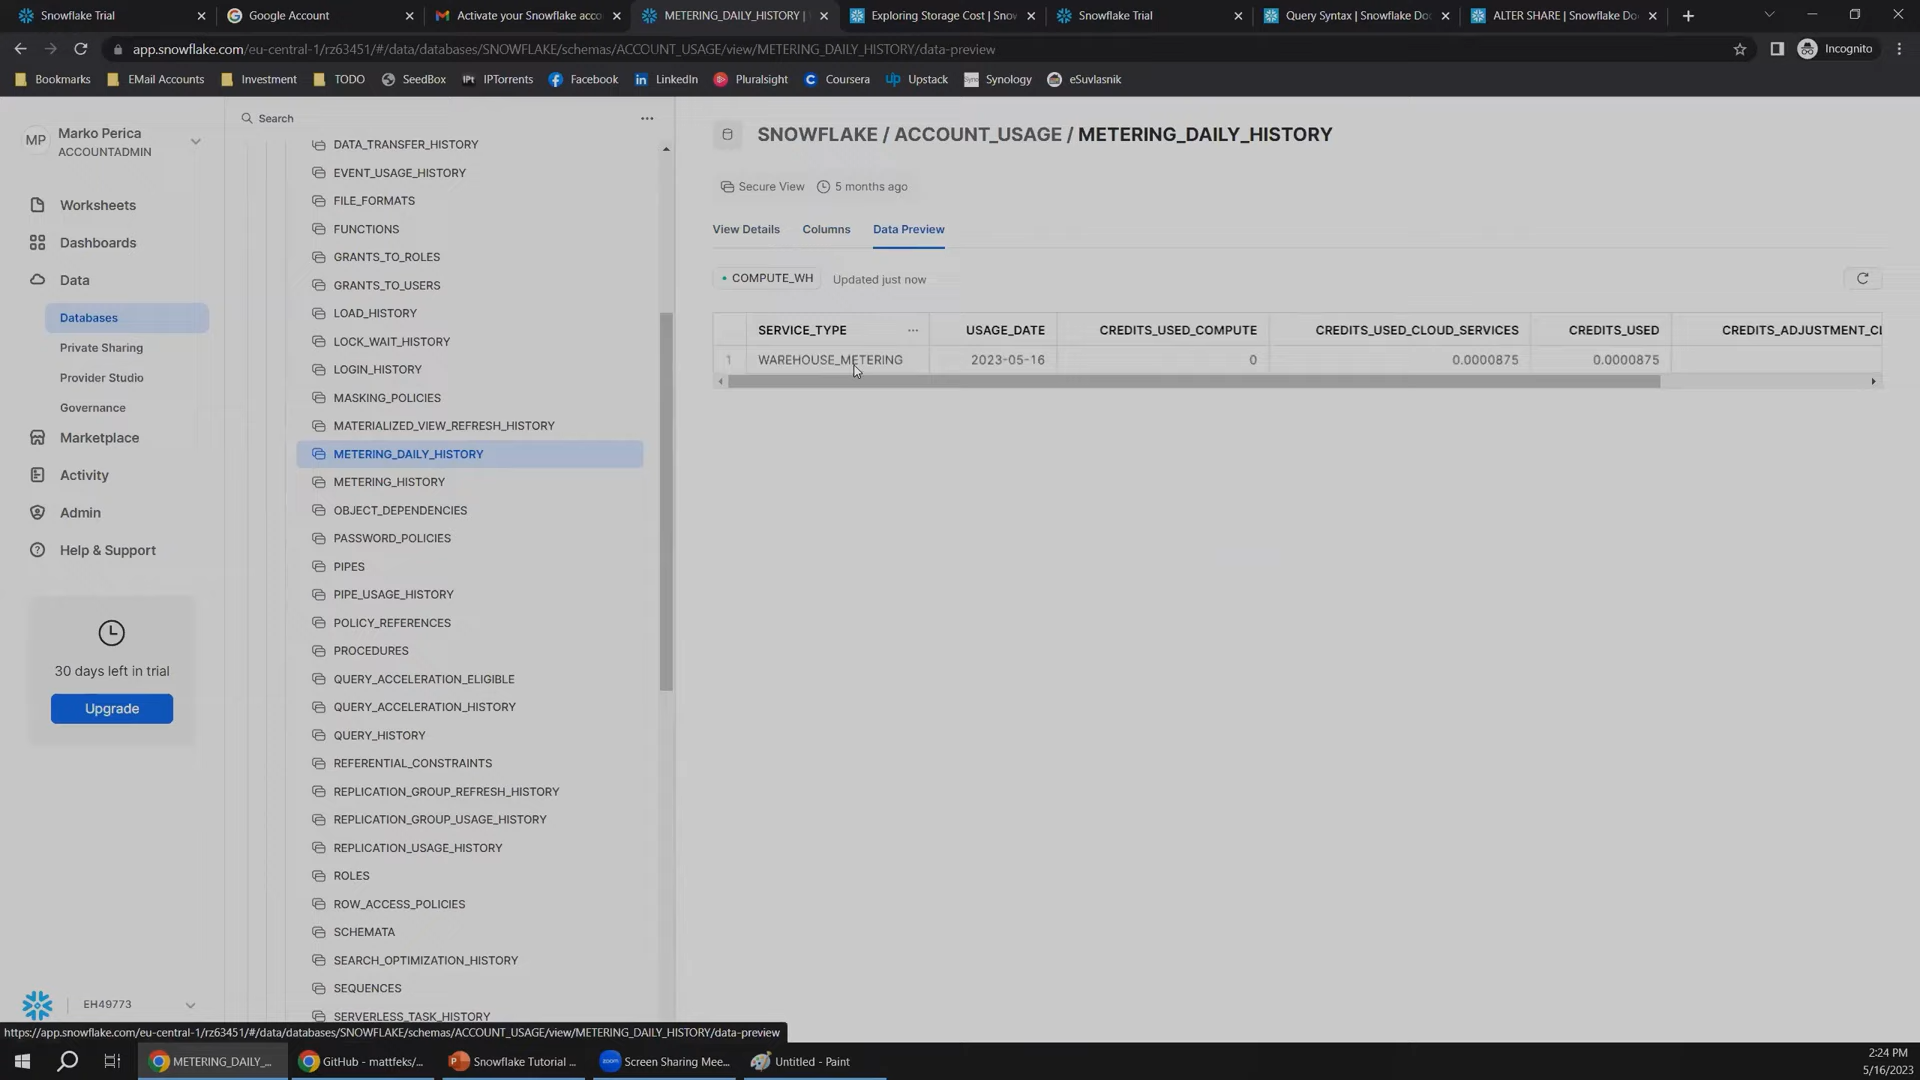 Snowflake Trial
Google Account
Activate your Snowflake acco
METERING_DAILY_HISTORY |
Exploring Storage Cost | Snow
Snowflake Trial
Query Syntax | Snowflake Doc
ALTER SHARE | Snowflake Do
app.snowflake.com/eu-central-1/rz63451/#/data/databases/SNOWFLAKE/schemas/ACCOUNT_USAGE/view/METERING_DAILY_HISTORY/data-preview
Incognito
Bookmarks
EMail Accounts
Investment
TODO
SeedBox
IPt IPTorrents
Facebook
LinkedIn
Pluralsight
Coursera
Up Upstack
Syno Synology
eSuvlasnik
MP
Marko Perica
ACCOUNTADMIN
Worksheets
Dashboards
Data
Databases
Private Sharing
Provider Studio
Governance
Marketplace
Activity
Admin
Help & Support
30 days left in trial
Upgrade
EH49773
Search
DATA_TRANSFER_HISTORY
EVENT_USAGE_HISTORY
FILE_FORMATS
FUNCTIONS
GRANTS_TO_ROLES
GRANTS_TO_USERS
LOAD_HISTORY
LOCK_WAIT_HISTORY
LOGIN_HISTORY
MASKING_POLICIES
MATERIALIZED_VIEW_REFRESH_HISTORY
METERING_DAILY_HISTORY
METERING_HISTORY
OBJECT_DEPENDENCIES
PASSWORD_POLICIES
PIPES
PIPE_USAGE_HISTORY
POLICY_REFERENCES
PROCEDURES
QUERY_ACCELERATION_ELIGIBLE
QUERY_ACCELERATION_HISTORY
QUERY_HISTORY
REFERENTIAL_CONSTRAINTS
REPLICATION_GROUP_REFRESH_HISTORY
REPLICATION_GROUP_USAGE_HISTORY
REPLICATION_USAGE_HISTORY
ROLES
ROW_ACCESS_POLICIES
SCHEMATA
SEARCH_OPTIMIZATION_HISTORY
SEQUENCES
SERVERLESS_TASK_HISTORY
SNOWFLAKE / ACCOUNT_USAGE / METERING_DAILY_HISTORY
Secure View 5 months ago
View Details Columns Data Preview
COMPUTE_WH Updated just now
SERVICE_TYPE USAGE_DATE CREDITS_USED_COMPUTE CREDITS_USED_CLOUD_SERVICES CREDITS_USED CREDITS_ADJUSTMENT_CL
1 WAREHOUSE_METERING 2023-05-16 0 0.0000875 0.0000875
https://app.snowflake.com/eu-central-1/rz63451/#/data/databases/SNOWFLAKE/schemas/ACCOUNT_USAGE/view/METERING_DAILY_HISTORY/data-preview
METERING_DAILY_...
GitHub - mattfeks/...
Snowflake Tutorial ...
zoom Screen Sharing Mee...
Untitled - Paint
2:24 PM
5/16/2023